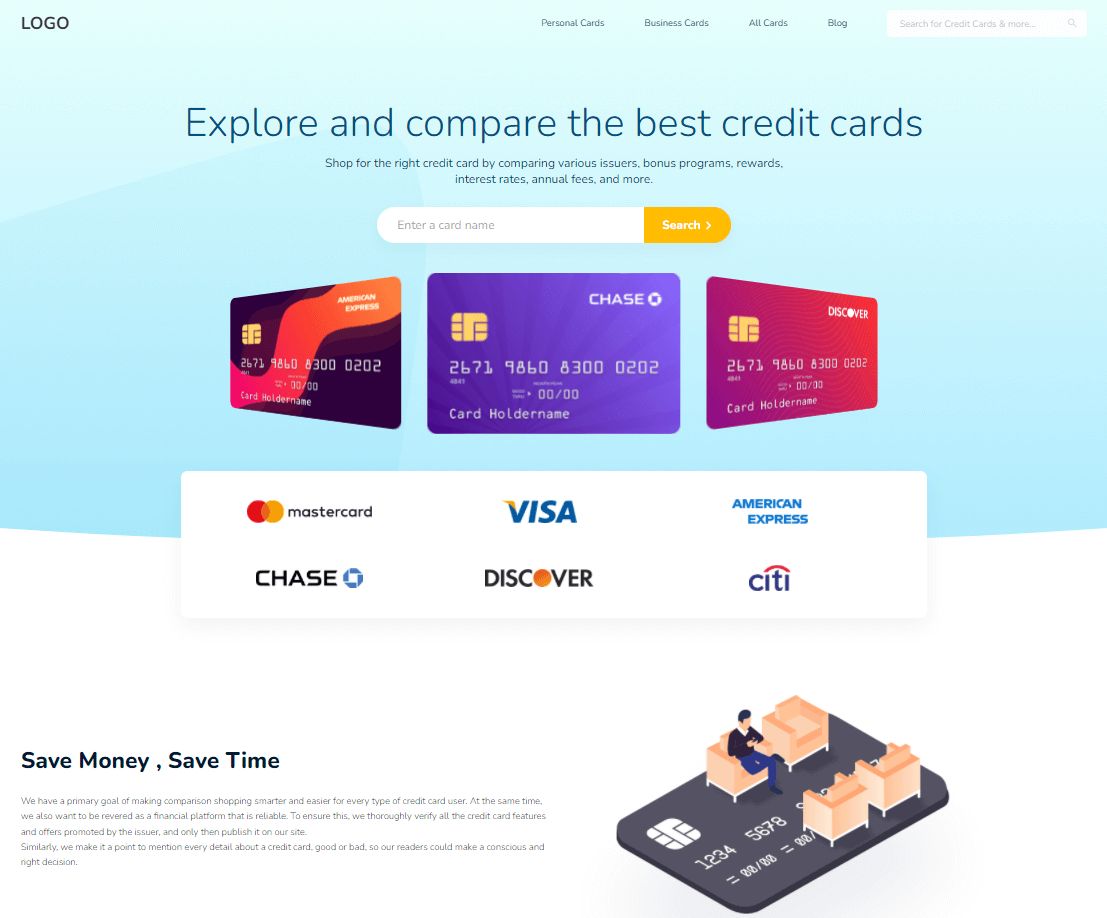 LOGO
Personal Cards
Business Cards
All Cards
Blog
Search for Credit Cards & more...
Explore and compare the best credit cards
Shop for the right credit card by comparing various issuers, bonus programs, rewards,
interest rates, annual fees, and more.
Enter a card name
Search
AMERICAN
EXPRESS
2671 9860 8300 0202
4841
00/00
Card Holdername
CHASE
2671 9860 8300 0202
4841
00/00
Card Holdername
DISCOVER
2671 9860 8300 0202
4841
00/00
Card Holdername
mastercard
VISA
AMERICAN
EXPRESS
CHASE
DISCOVER
citi
Save Money , Save Time
We have a primary goal of making comparison shopping smarter and easier for every type of credit card user. At the same time,
we also want to be revered as a financial platform that is reliable. To ensure this, we thoroughly verify all the credit card features
and offers promoted by the issuer, and only then publish it on our site.
Similarly, we make it a point to mention every detail about a credit card, good or bad, so our readers could make a conscious and
right decision.
1234 5678
= 00/00 = 00/